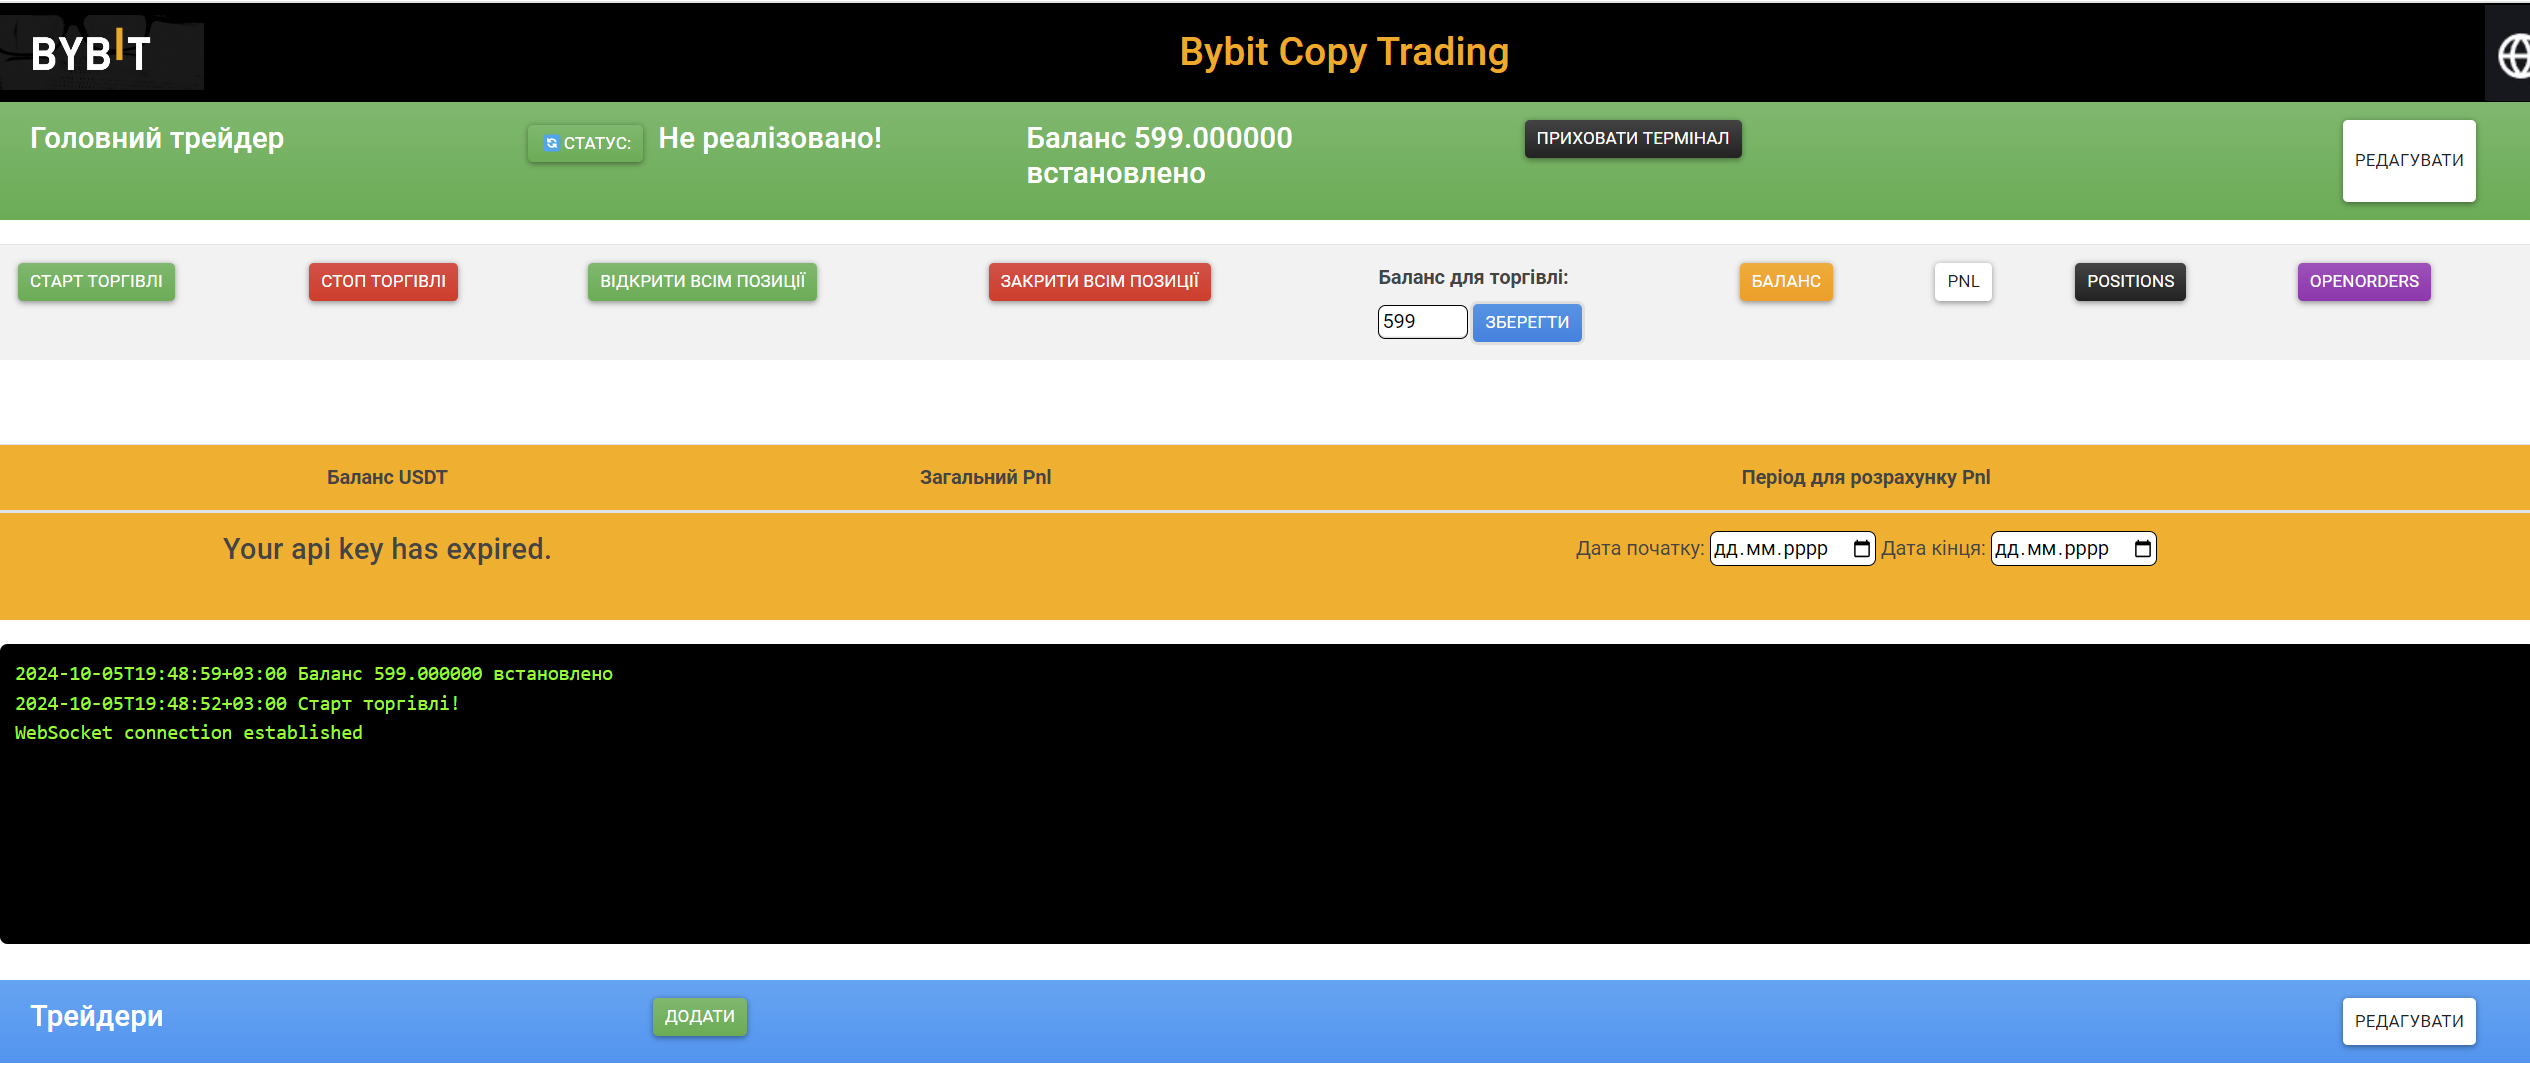 BYBIT
Bybit Copy Trading
Головний трейдер
СТАТУС:
Не реалізовано!
Баланс 599.000000
встановлено
ПРИХОВАТИ ТЕРМІНАЛ
РЕДАГУВАТИ
СТАРТ ТОРГІВЛІ
СТОП ТОРГІВЛІ
ВІДКРИТИ ВСІМ ПОЗИЦІЇ
ЗАКРИТИ ВСІМ ПОЗИЦІЇ
Баланс для торгівлі:
599
ЗБЕРЕГТИ
БАЛАНС
PNL
POSITIONS
OPENORDERS
Баланс USDT
Загальний Pnl
Період для розрахунку Pnl
Your api key has expired.
Дата початку: дд.мм.рррр Дата кінця: дд.мм.рррр
2024-10-05T19:48:59+03:00 Баланс 599.000000 встановлено
2024-10-05T19:48:52+03:00 Старт торгівлі!
WebSocket connection established
Трейдери
ДОДАТИ
РЕДАГУВАТИ